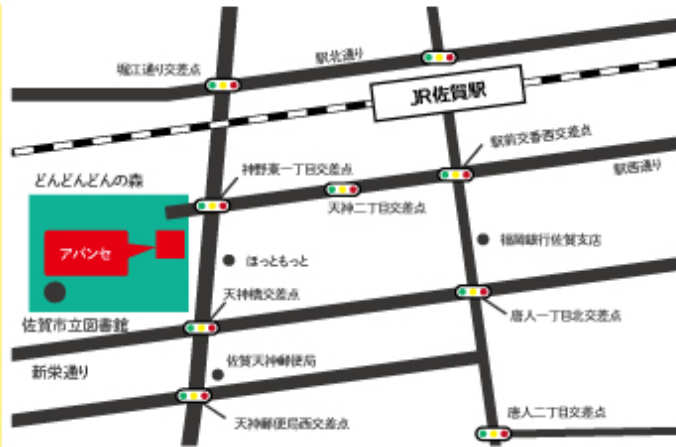 駅北通り
堀江通り交差点
JR佐賀駅
駅前交番西交差点
神野東一丁目交差点
駅西通り
どんどんどんの森
天神二丁目交差点
アバンセ
福岡銀行佐賀支店
ほっともっと
天神橋交差点
唐人一丁目北交差点
佐賀市立図書館
佐賀天神郵便局
新栄通り
唐人二丁目交差点
天神郵便局西交差点